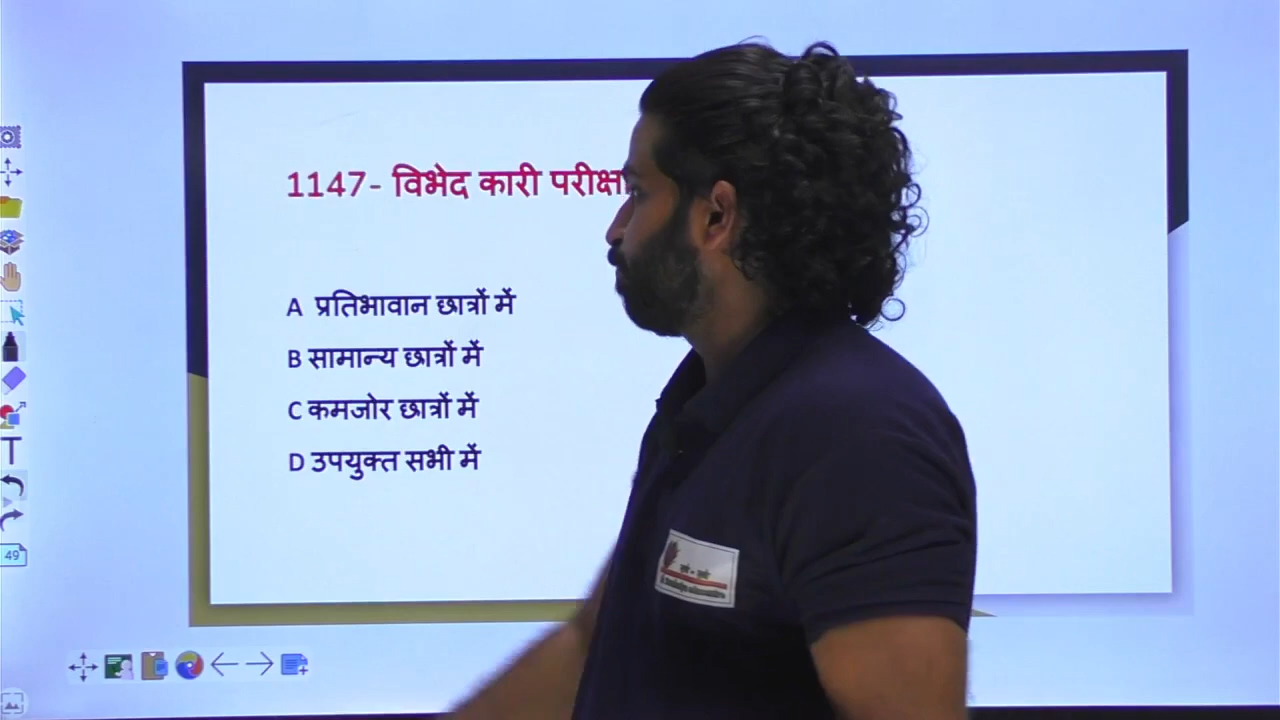 1147- विभेद कारी परीक्षा
A प्रतिभावान छात्रों में
B सामान्य छात्रों में
C कमजोर छात्रों में
D उपयुक्त सभी में
T
49